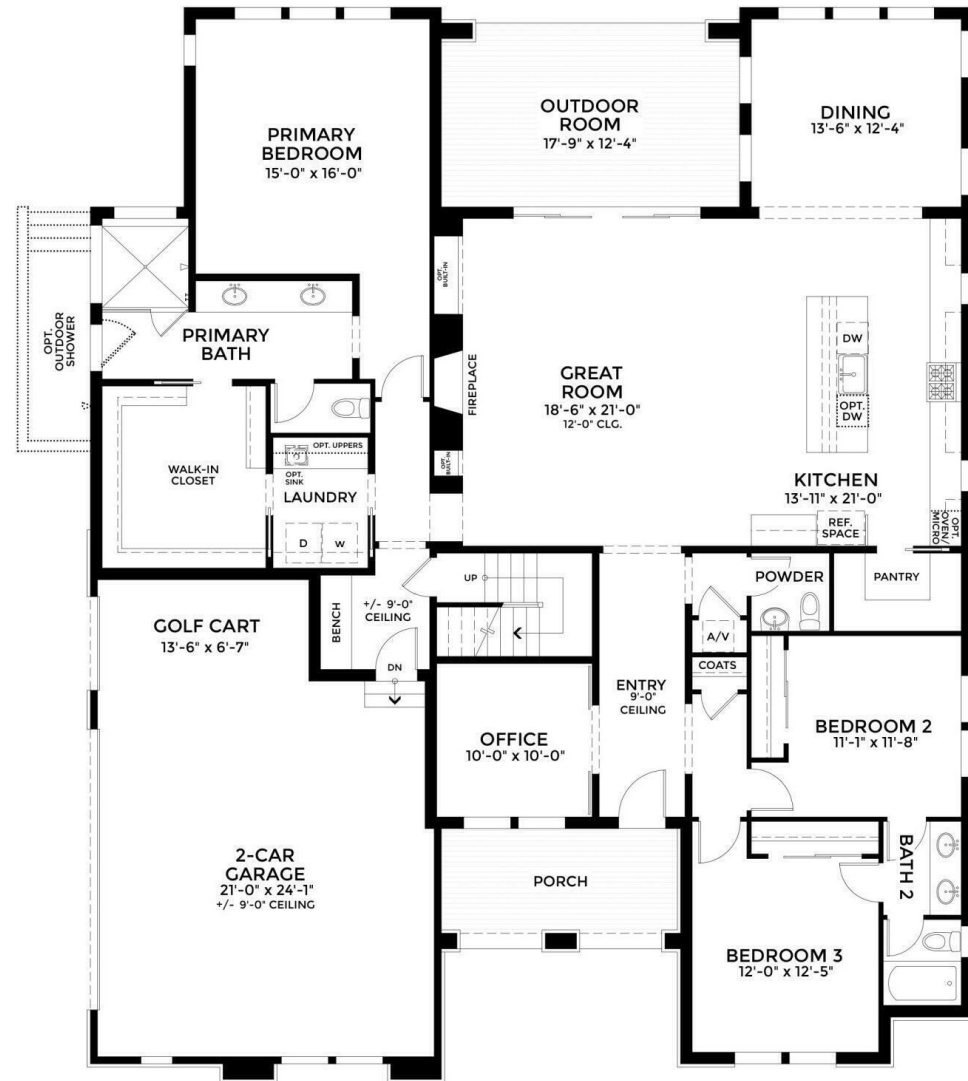 PRIMARY
BEDROOM
15'-0" x 16'-0"
OUTDOOR
ROOM
17'-9" x 12'-4"
DINING
13'-6" x 12'-4"
OPT.
BUILT-IN
OPT.
OUTDOOR
SHOWER
PRIMARY
BATH
FIREPLACE
GREAT
ROOM
18'-6" x 21'-0"
12'-0" CLG.
DW
OPT.
DW
OPT. UPPERS
OPT.
SINK
WALK-IN
CLOSET
LAUNDRY
D
W
OPT.
BUILT-IN
KITCHEN
13'-11" x 21'-0"
REF.
SPACE
OPT.
OVEN/
MICRO
PANTRY
POWDER
A/V
COATS
UP
BENCH
+/- 9'-0"
CEILING
DN
GOLF CART
13'-6" x 6'-7"
ENTRY
9'-0"
CEILING
OFFICE
10'-0" x 10'-0"
BEDROOM 2
11'-1" x 11'-8"
2-CAR
GARAGE
21'-0" x 24'-1"
+/- 9'-0" CEILING
PORCH
BATH 2
BEDROOM 3
12'-0" x 12'-5"